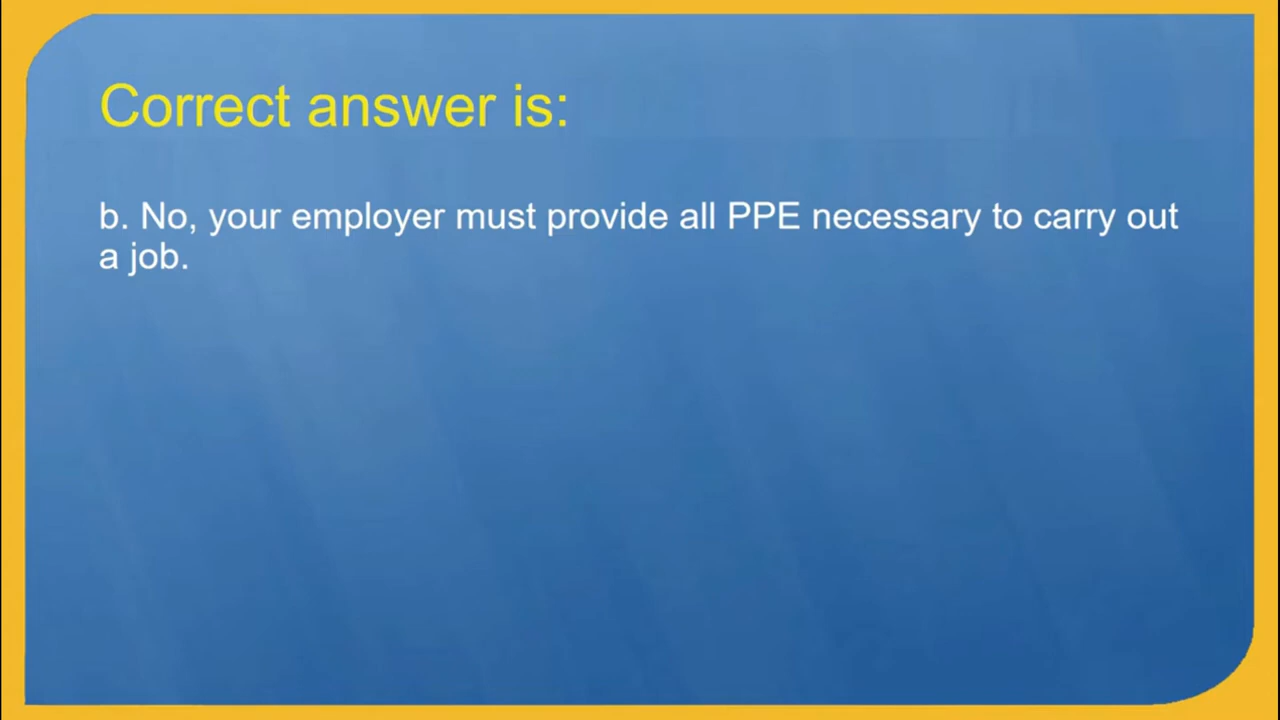 Correct answer is:
b. No, your employer must provide all PPE necessary to carry out
a job.